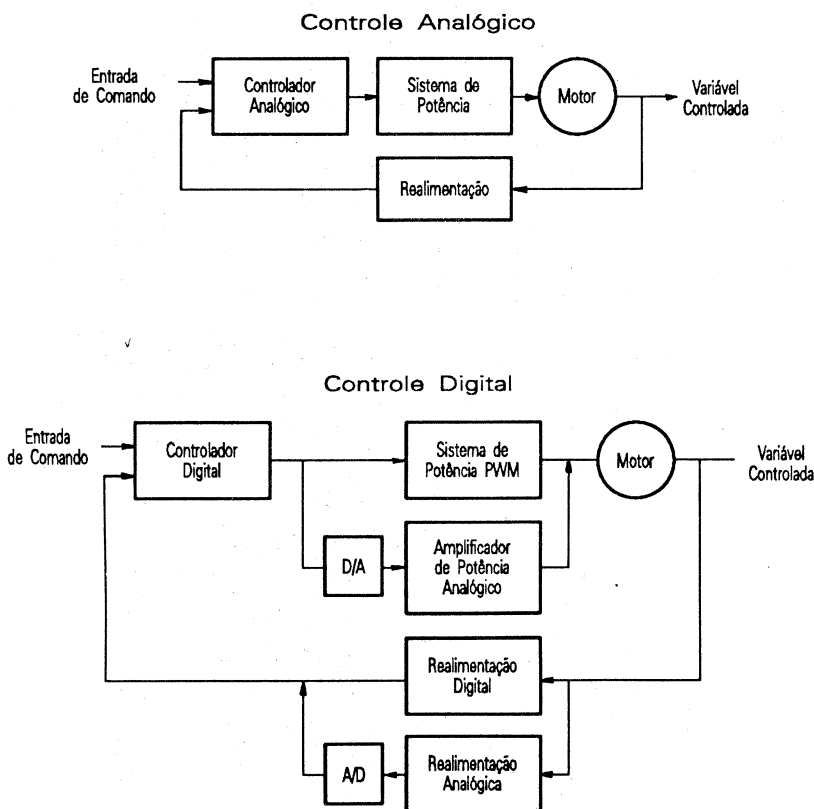 Controle Analógico
Entrada
de Comando
Controlador
Analógico
Sistema de
Potência
Motor
Variável
Controlada
Realimentação
Controle Digital
Entrada
de Comando
Controlador
Digital
Sistema de
Potência PWM
Motor
Variável
Controlada
D/A
Amplificador
de Potência
Analógico
Realimentação
Digital
A/D
Realimentação
Analógica